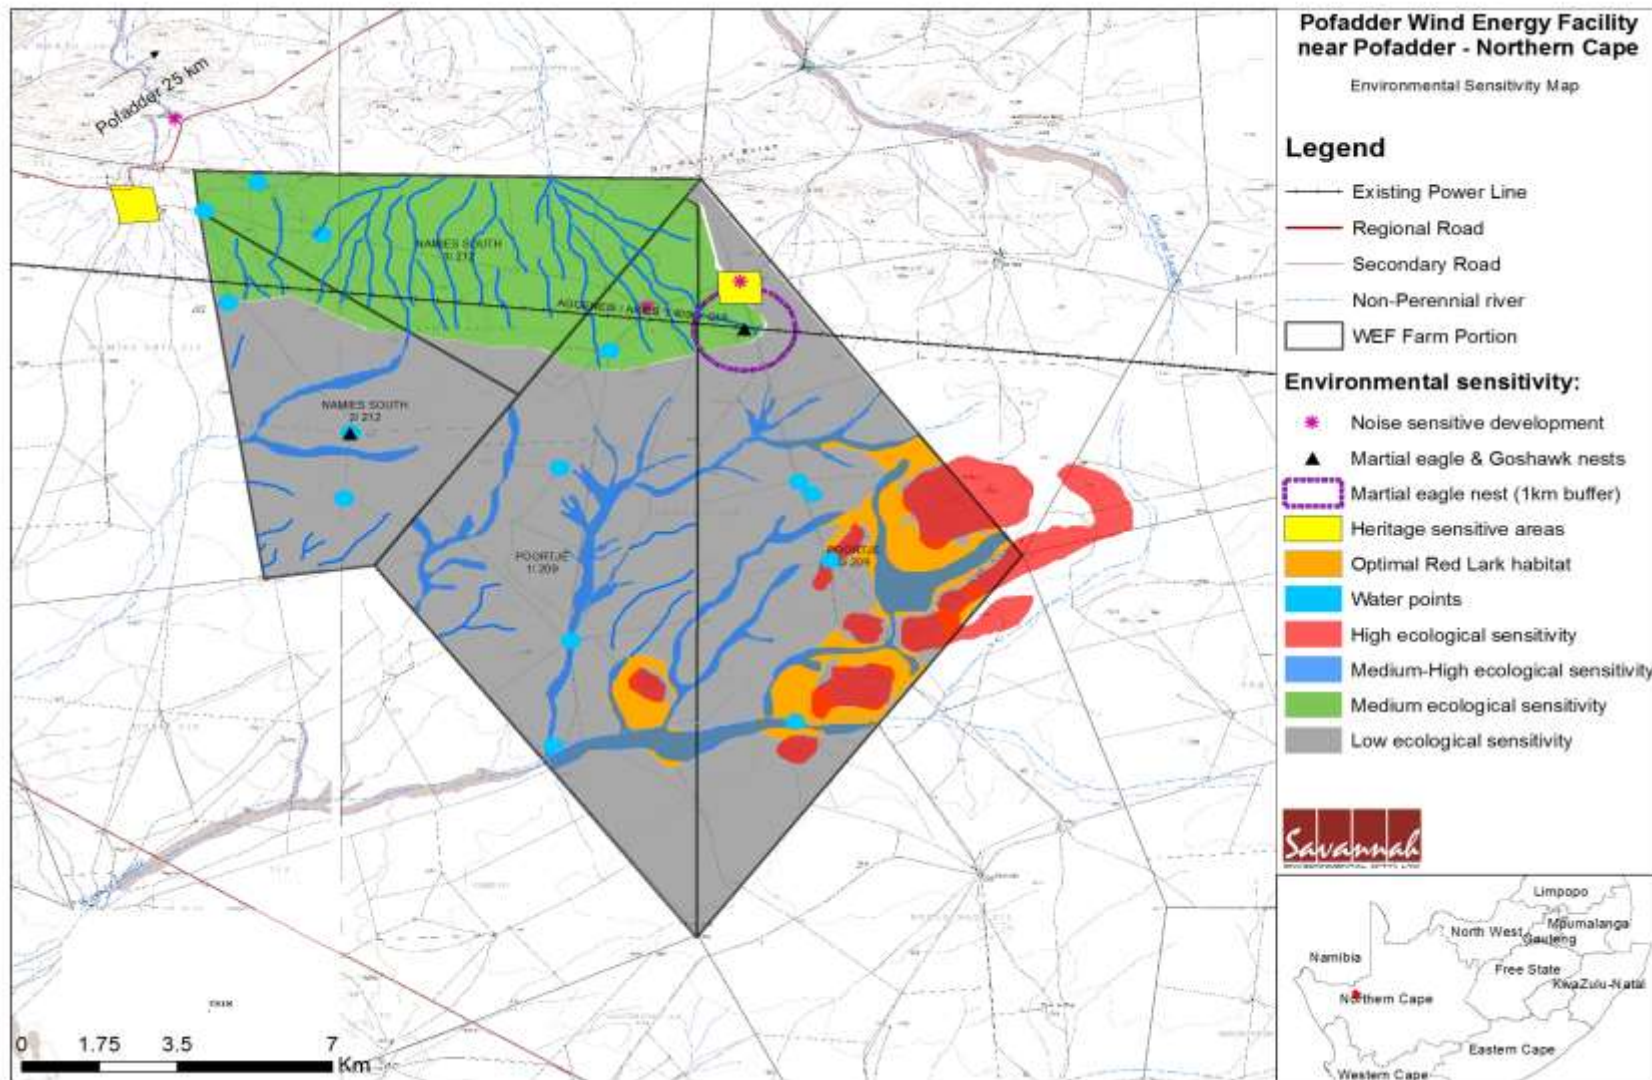 Pofadder Wind Energy Facility
near Pofadder - Northern Cape
Environmental Sensitivity Map
Legend
Existing Power Line
Regional Road
Secondary Road
Non-Perennial river
WEF Farm Portion
Environmental sensitivity:
Noise sensitive development
Martial eagle & Goshawk nests
Martial eagle nest (1km buffer)
Heritage sensitive areas
Optimal Red Lark habitat
Water points
High ecological sensitivity
Medium-High ecological sensitivity
Medium ecological sensitivity
Low ecological sensitivity
Savannah
Pofadder 25 km
NAMIES SOUTH
212
NAMIES SOUTH
2/ 212
POORTJE
1/ 209
POORTJE
209
0 1.75 3.5 7
Km
Limpopo
Mpumalanga
North West
Gauteng
Namibia
Free State
KwaZulu-Natal
Northern Cape
Eastern Cape
Western Cape